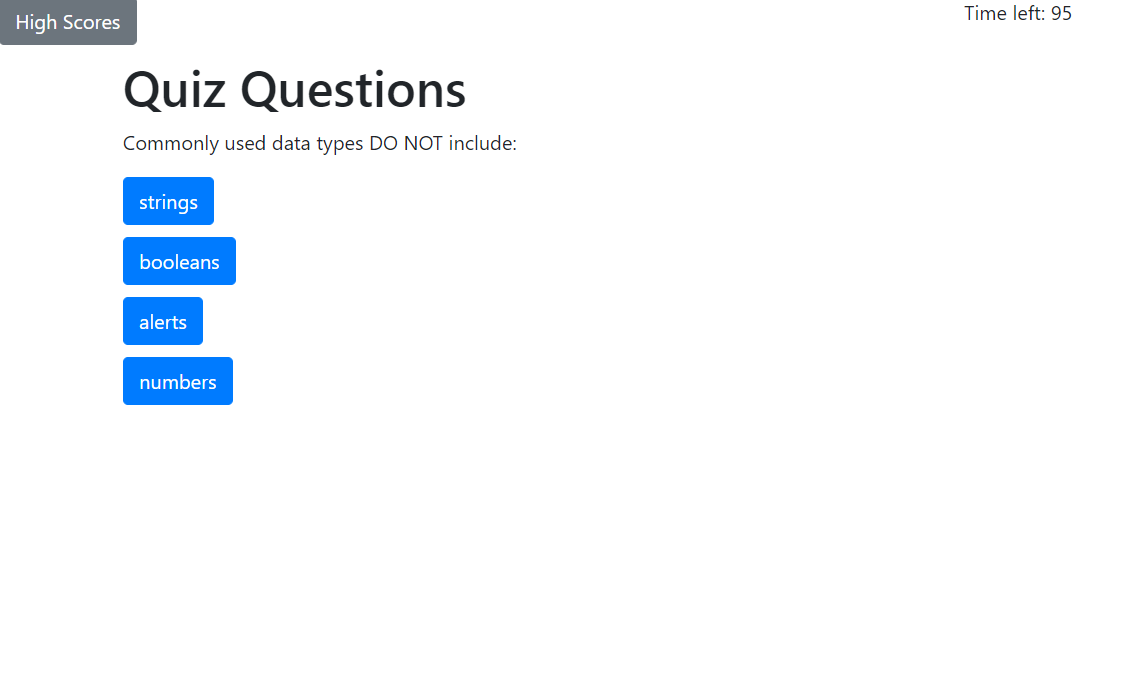 High Scores
Time left: 95
Quiz Questions
Commonly used data types DO NOT include:
strings
booleans
alerts
numbers